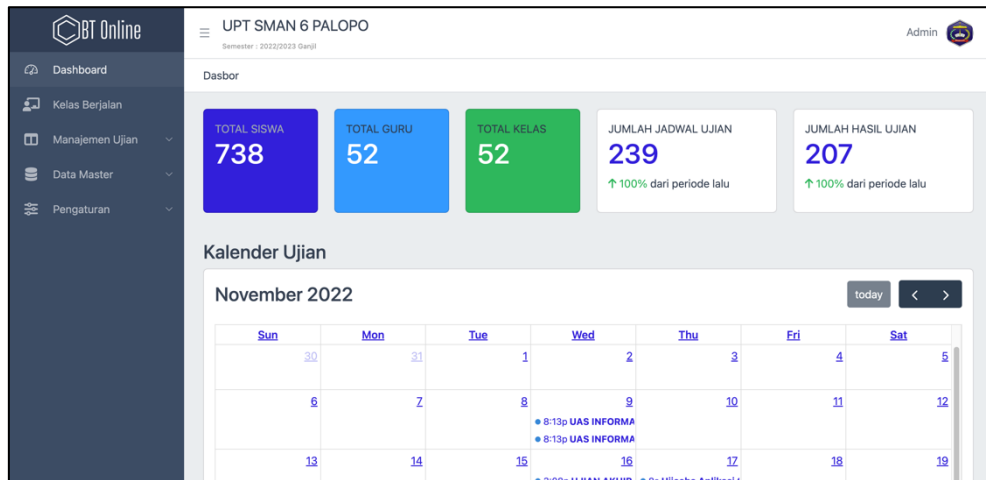 CBT Online
UPT SMAN 6 PALOPO
Semester : 2022/2023 Ganjil
Admin
Dashboard
Kelas Berjalan
Manajemen Ujian
Data Master
Pengaturan
Dasbor
TOTAL SISWA
738
TOTAL GURU
52
TOTAL KELAS
52
JUMLAH JADWAL UJIAN
239
↑ 100% dari periode lalu
JUMLAH HASIL UJIAN
207
↑ 100% dari periode lalu
Kalender Ujian
November 2022
today
Sun Mon Tue Wed Thu Fri Sat
30 31 1 2 3 4 5
6 7 8 9 10 11 12
8:13p UAS INFORMA
8:13p UAS INFORMA
13 14 15 16 17 18 19